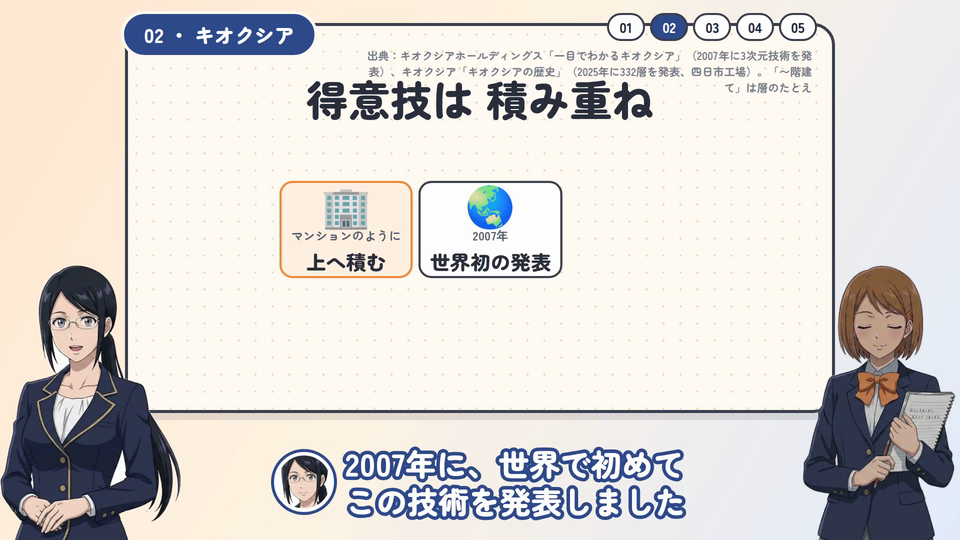 02 ・ キオクシア
01 02 03 04 05
出典：キオクシアホールディングス「一目でわかるキオクシア」（2007年に3次元技術を発
表）、キオクシア「キオクシアの歴史」（2025年に332層を発表、四日市工場）。「〜階建
て」は層のたとえ
得意技は 積み重ね
マンションのように
上へ積む
2007年
世界初の発表
2007年に、世界で初めて
この技術を発表しました